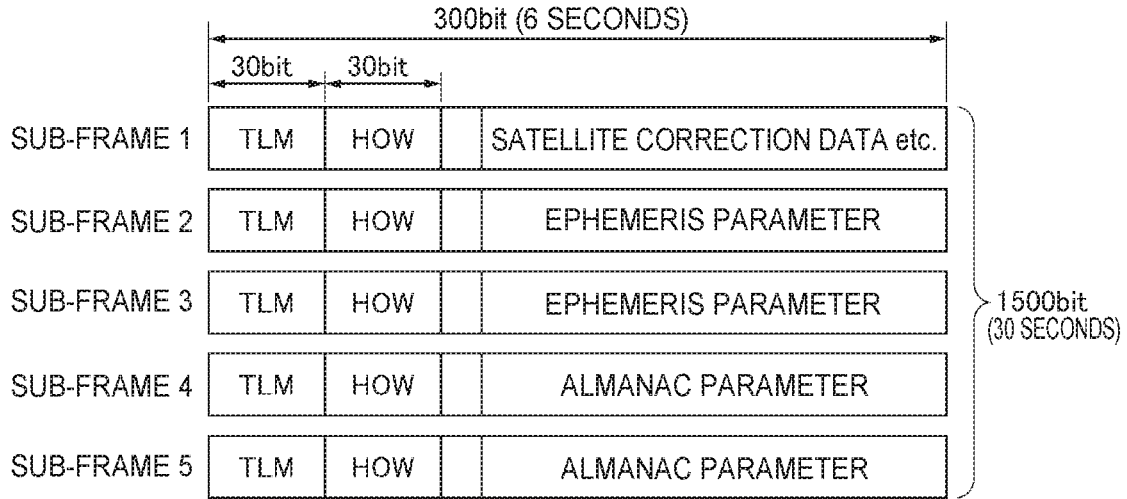 300bit (6 SECONDS)
30bit 30bit
SUB-FRAME 1 TLM HOW SATELLITE CORRECTION DATA etc.
SUB-FRAME 2 TLM HOW EPHEMERIS PARAMETER
SUB-FRAME 3 TLM HOW EPHEMERIS PARAMETER
1500bit
(30 SECONDS)
SUB-FRAME 4 TLM HOW ALMANAC PARAMETER
SUB-FRAME 5 TLM HOW ALMANAC PARAMETER